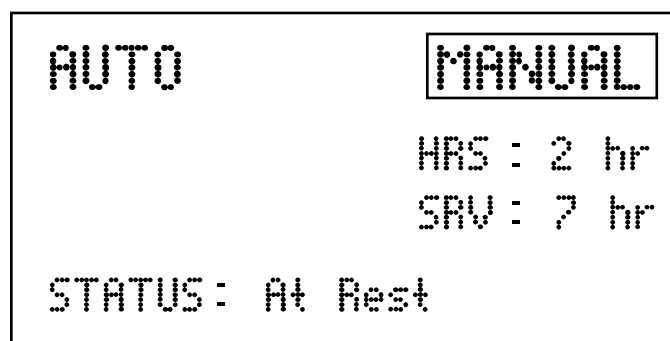 AUTO MANUAL
HRS : 2 hr
SRV : 7 hr
STATUS: At Rest